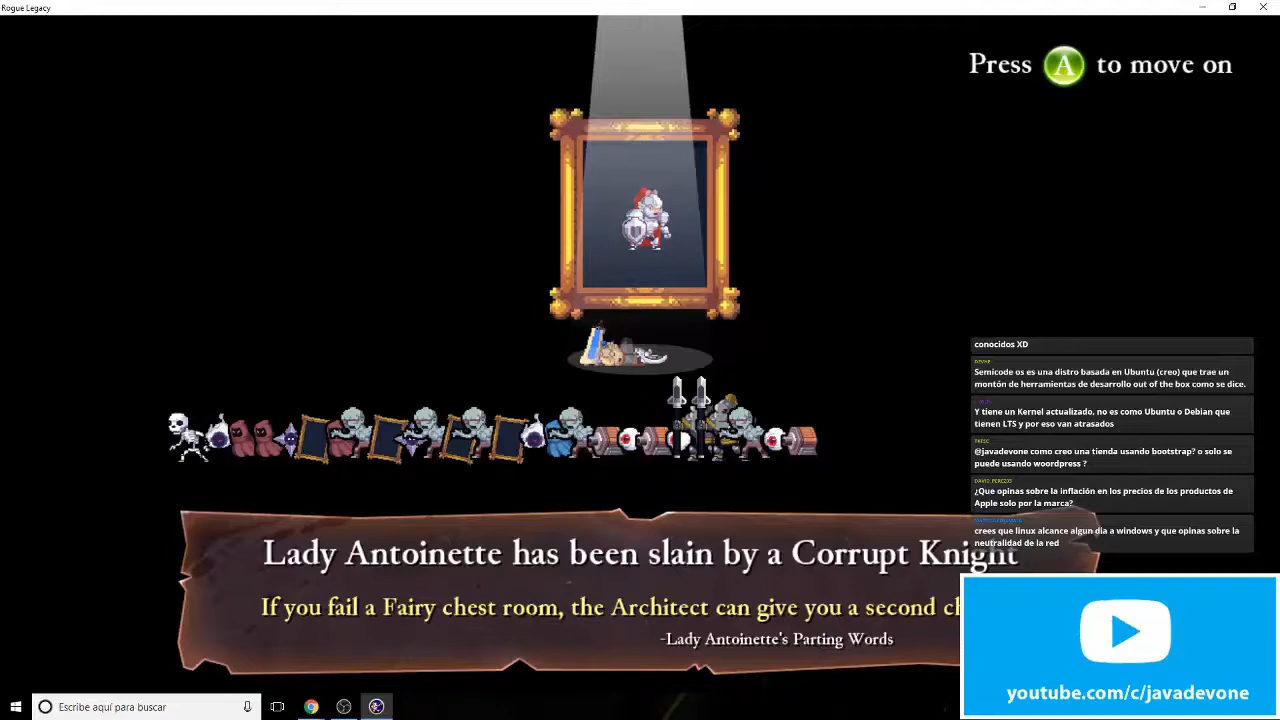 Rogue Legacy
Press A to move on
conocidos XD
Semicode os es una distro basada en Ubuntu (creo) que trae un
montón de herramientas de desarrollo out of the box como se dice.
Y tiene un Kernel actualizado, no es como Ubuntu o Debian que
tienen LTS y por eso van atrasados
@javadevone como creo una tienda usando bootstrap? o solo se
puede usando woordpress ?
¿Que opinas sobre la inflación en los precios de los productos de
Apple solo por la marca?
crees que linux alcance algun dia a windows y que opinas sobre la
neutralidad de la red
Lady Antoinette has been slain by a Corrupt Knight
If you fail a Fairy chest room, the Architect can give you a second
-Lady Antoinette's Parting Words
youtube.com/c/javadevone
Escribe aquí para buscar